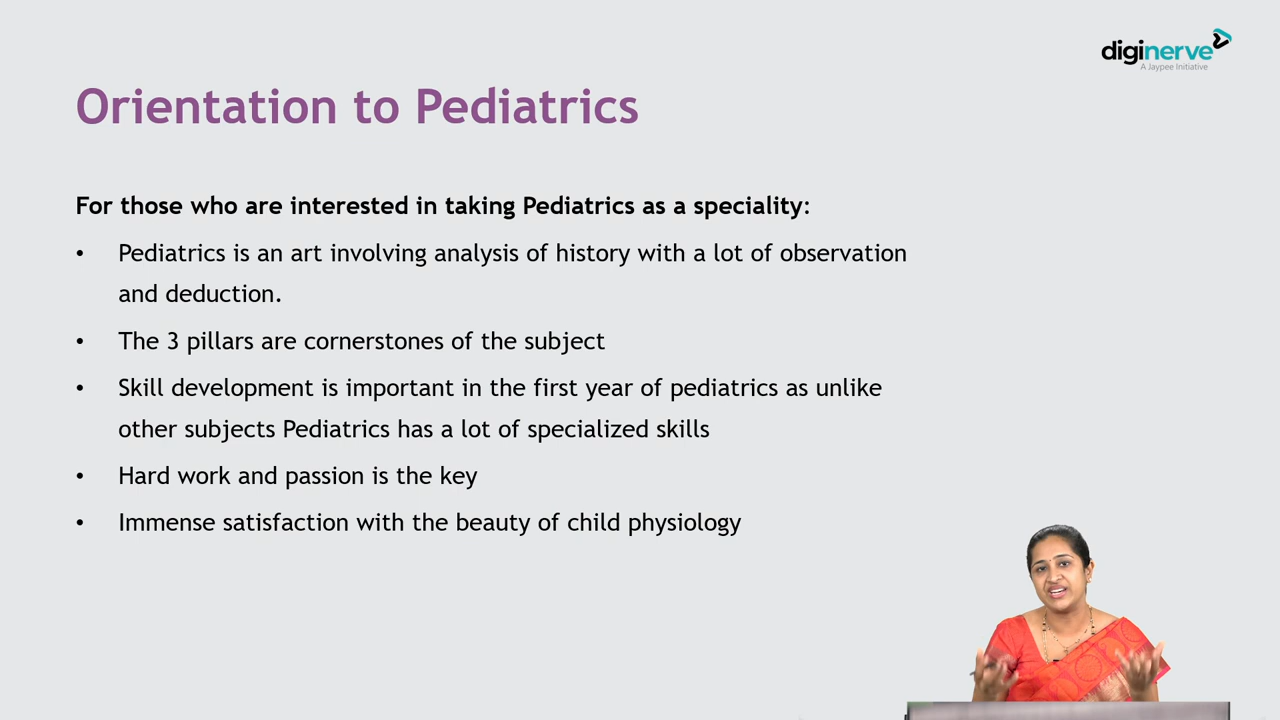 diginerve
A Jaypee Initiative
Orientation to Pediatrics
For those who are interested in taking Pediatrics as a speciality:
• Pediatrics is an art involving analysis of history with a lot of observation
and deduction.
• The 3 pillars are cornerstones of the subject
• Skill development is important in the first year of pediatrics as unlike
other subjects Pediatrics has a lot of specialized skills
• Hard work and passion is the key
• Immense satisfaction with the beauty of child physiology